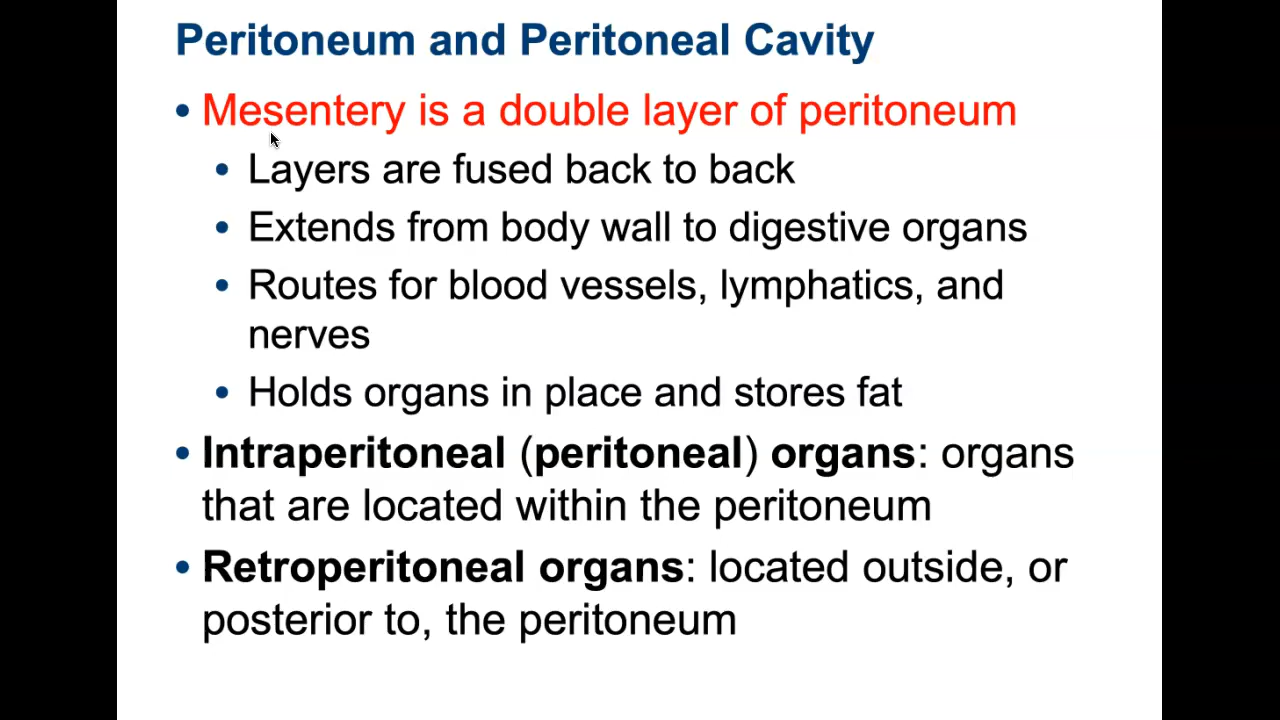 Peritoneum and Peritoneal Cavity
• Mesentery is a double layer of peritoneum
• Layers are fused back to back
• Extends from body wall to digestive organs
• Routes for blood vessels, lymphatics, and
nerves
• Holds organs in place and stores fat
• Intraperitoneal (peritoneal) organs: organs
that are located within the peritoneum
• Retroperitoneal organs: located outside, or
posterior to, the peritoneum